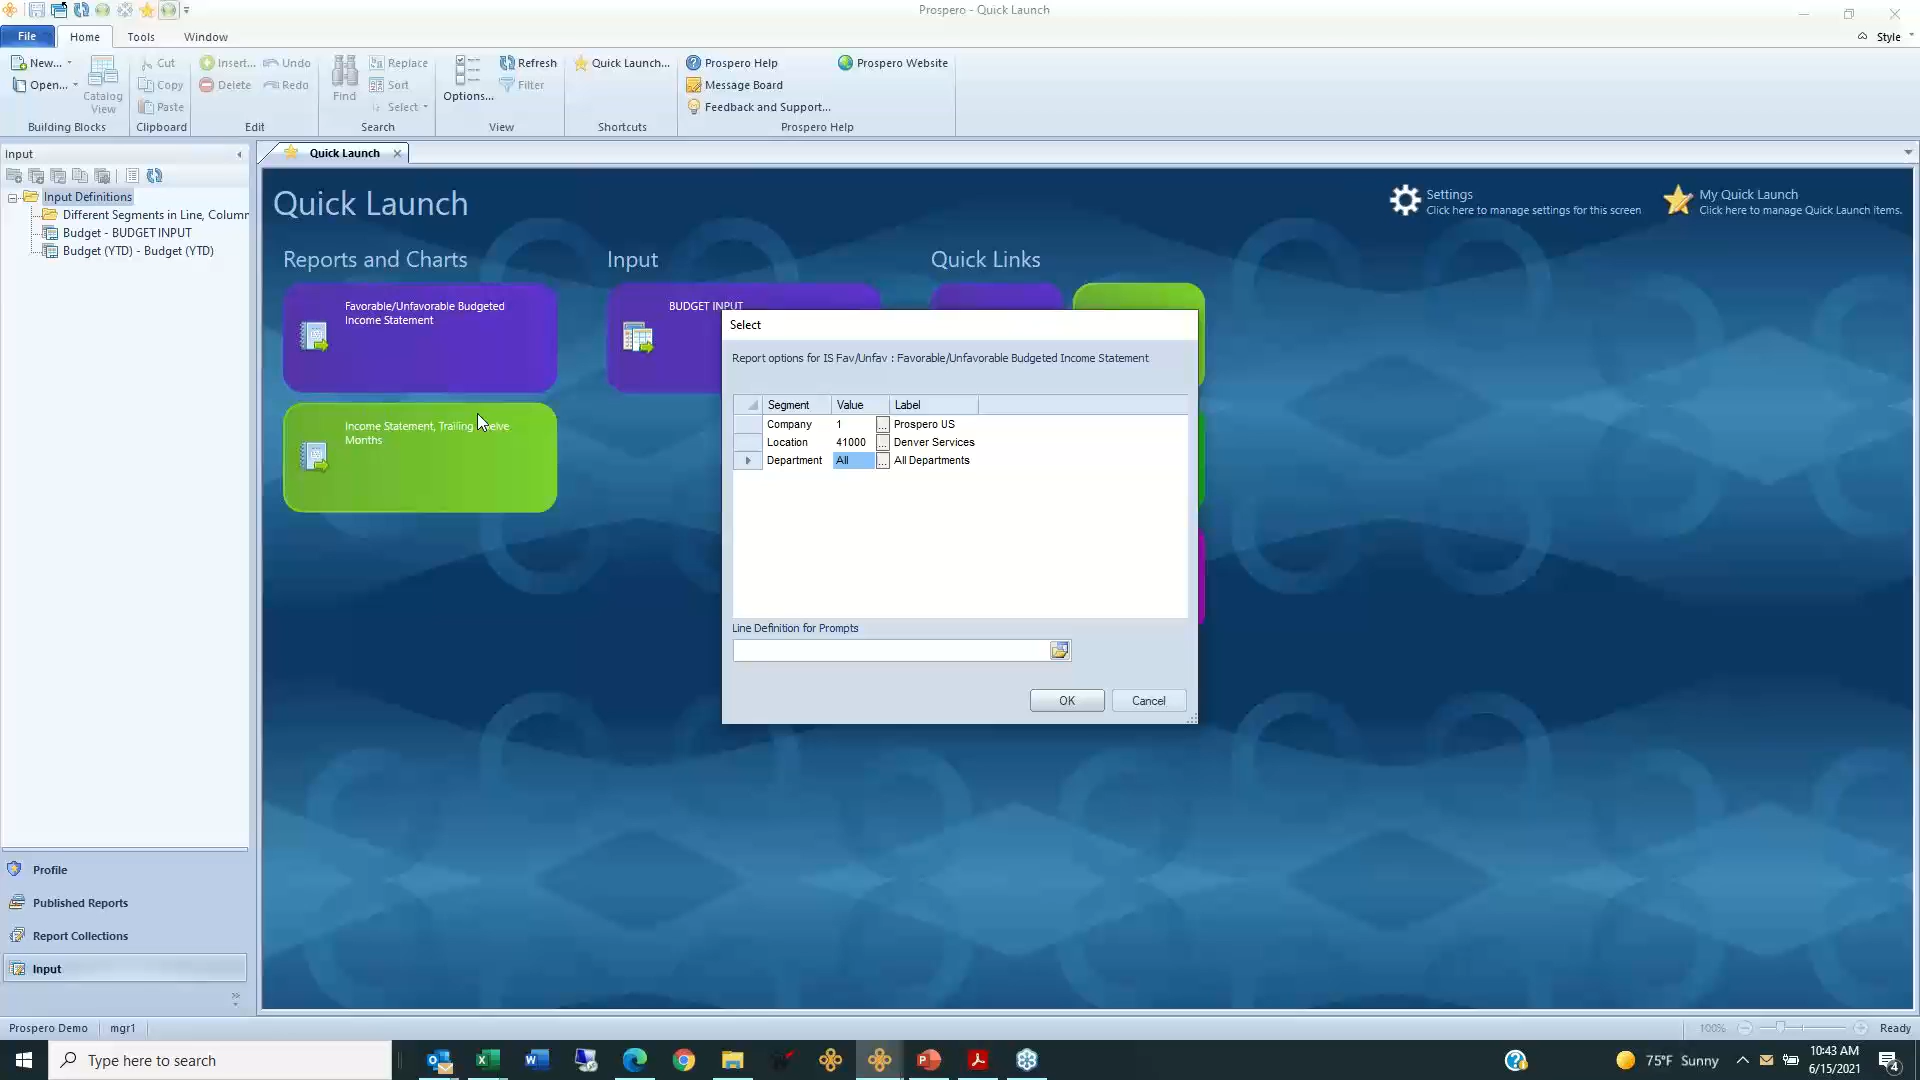 Prospero - Quick Launch
File
Home
Tools
Window
Style
New...
Open...
Catalog
View
Building Blocks
Cut
Copy
Paste
Clipboard
Insert...
Delete
Undo
Redo
Edit
Find
Replace
Sort
Select
Search
Options...
Refresh
Filter
View
Quick Launch...
Shortcuts
Prospero Help
Message Board
Feedback and Support...
Prospero Website
Prospero Help
Input
Input Definitions
Different Segments in Line, Column
Budget - BUDGET INPUT
Budget (YTD) - Budget (YTD)
Profile
Published Reports
Report Collections
Input
Quick Launch
Quick Launch
Settings
Click here to manage settings for this screen
My Quick Launch
Click here to manage Quick Launch items.
Reports and Charts
Input
Quick Links
Favorable/Unfavorable Budgeted
Income Statement
Income Statement, Trailing Twelve
Months
BUDGET INPUT
Select
Report options for IS Fav/Unfav : Favorable/Unfavorable Budgeted Income Statement
Segment Value Label
Company 1 ... Prospero US
Location 41000 ... Denver Services
Department All ... All Departments
Line Definition for Prompts
OK
Cancel
Prospero Demo
mgr1
100%
Ready
Type here to search
75°F Sunny
10:43 AM
6/15/2021
4